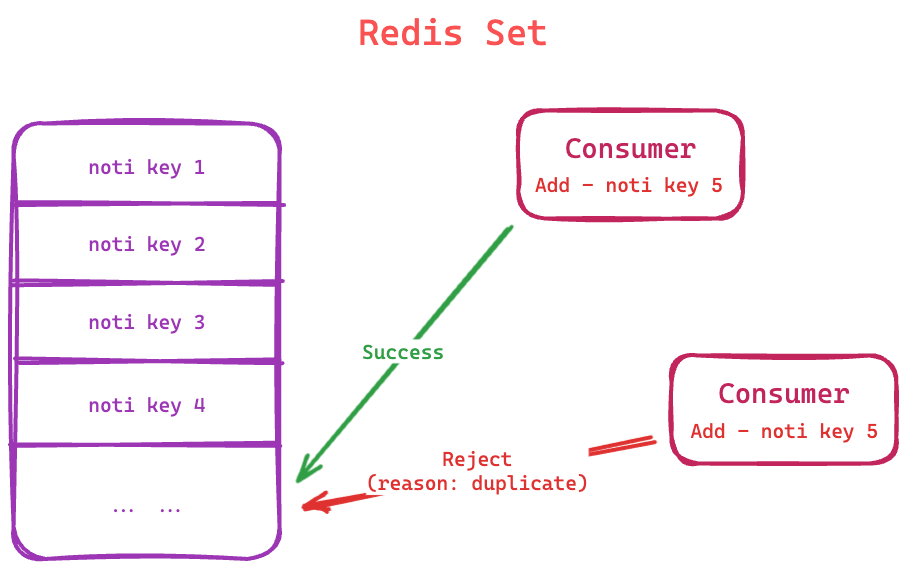 Redis Set
noti key 1
noti key 2
noti key 3
noti key 4
... ...
Consumer
Add - noti key 5
Success
Consumer
Add - noti key 5
Reject
(reason: duplicate)